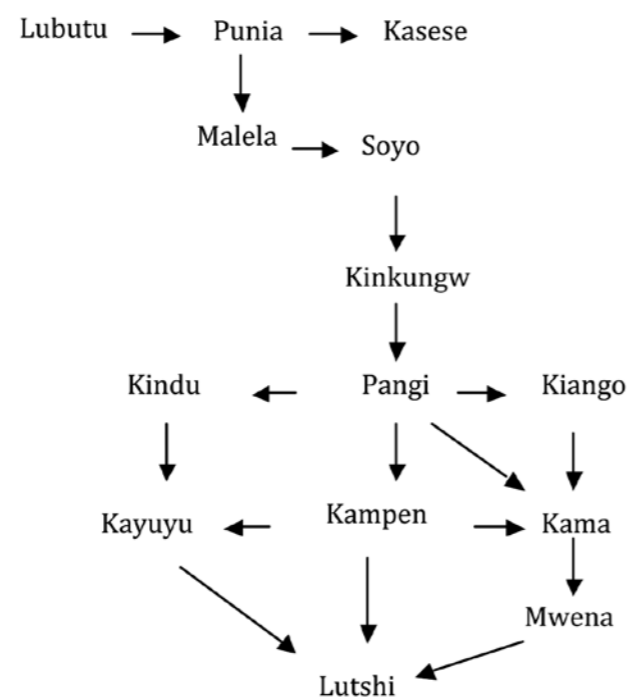 Lubutu Punia Kasese
Malela Soyo
Kinkungw
Kindu Pangi Kiango
Kayuyu Kampen Kama
Mwena
Lutshi